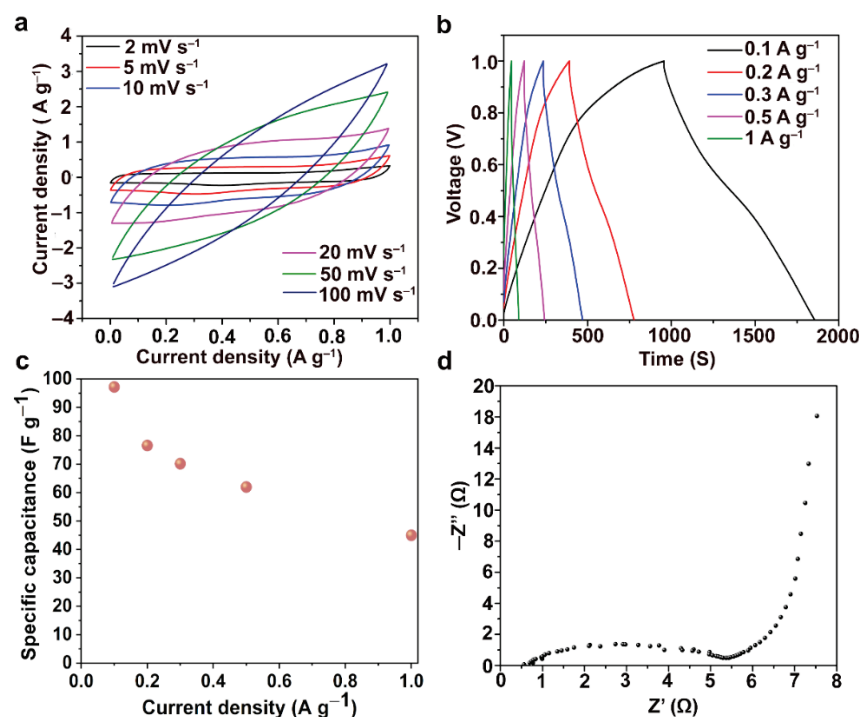 a
2 mV s⁻¹
5 mV s⁻¹
10 mV s⁻¹
20 mV s⁻¹
50 mV s⁻¹
100 mV s⁻¹
4
3
2
1
0
–1
–2
–3
–4
Current density ( A g⁻¹)
0.0 0.2 0.4 0.6 0.8 1.0
Current density (A g⁻¹)
b
0.1 A g⁻¹
0.2 A g⁻¹
0.3 A g⁻¹
0.5 A g⁻¹
1 A g⁻¹
1.0
0.8
0.6
0.4
0.2
0.0
Voltage (V)
0 500 1000 1500 2000
Time (S)
c
100
90
80
70
60
50
40
30
20
10
0
Specific capacitance (F g⁻¹)
0.0 0.2 0.4 0.6 0.8 1.0
Current density (A g⁻¹)
d
20
18
16
14
12
10
8
6
4
2
0
–Z'' (Ω)
0 1 2 3 4 5 6 7 8
Z' (Ω)